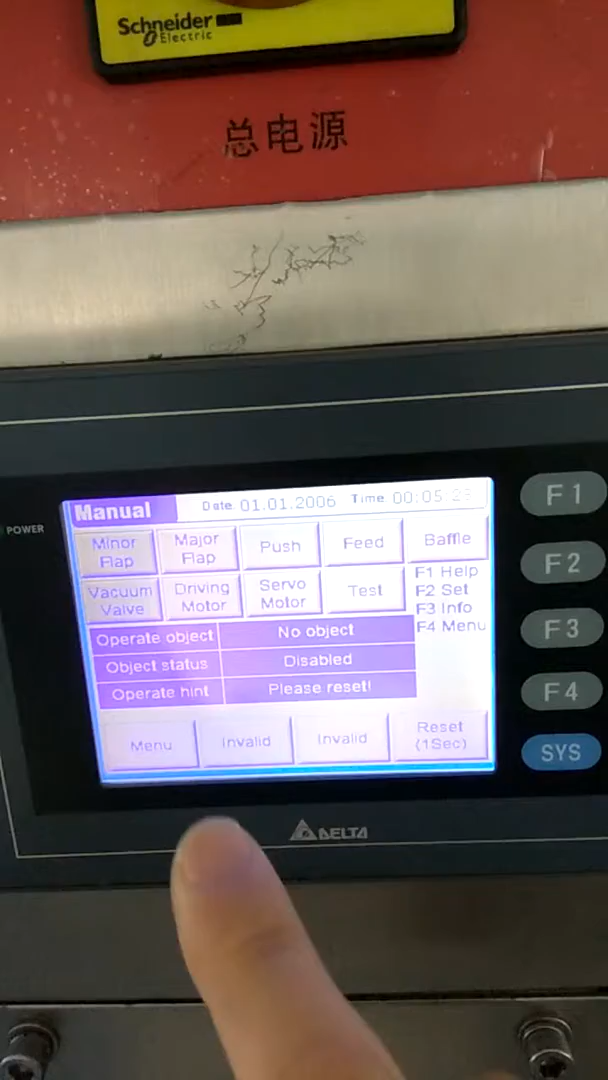 Schneider
Electric
总电源
POWER
Manual
Date. 01.01.2006 Time. 00:05:
Minor Flap
Major Flap
Push
Feed
Baffle
Vacuum Valve
Driving Motor
Servo Motor
Test
F1 Help
F2 Set
F3 Info
F4 Menu
Operate object No object
Object status Disabled
Operate hint Please reset!
Menu
Invalid
Invalid
Reset (1Sec)
F1
F2
F3
F4
SYS
DELTA